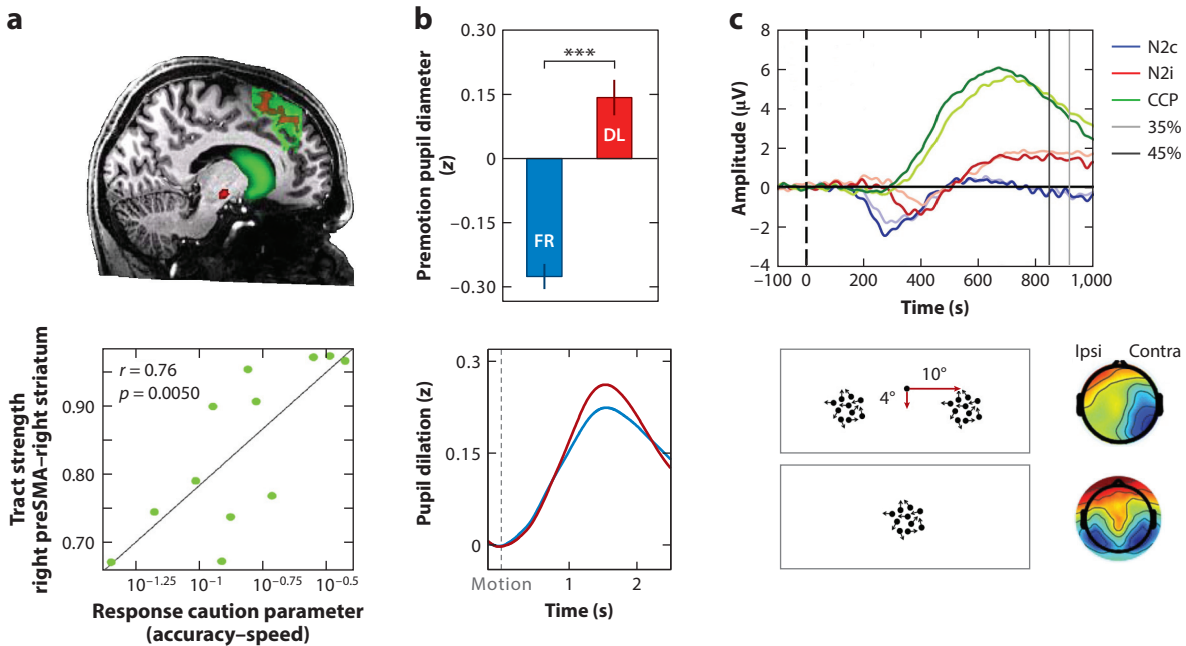 a
b
c
0.30
0.15
0
−0.15
−0.30
Premotion pupil diameter
(z)
***
DL
FR
8
6
4
2
0
−2
−4
Amplitude (μV)
−100
0
200
400
600
800
1,000
Time (s)
N2c
N2i
CCP
35%
45%
r = 0.76
p = 0.0050
0.90
0.80
0.70
Tract strength
right preSMA–right striatum
10−1.25
10−1
10−0.75
10−0.5
Response caution parameter
(accuracy–speed)
0.3
0.15
0
Pupil dilation (z)
Motion
1
2
Time (s)
10°
4°
Ipsi
Contra